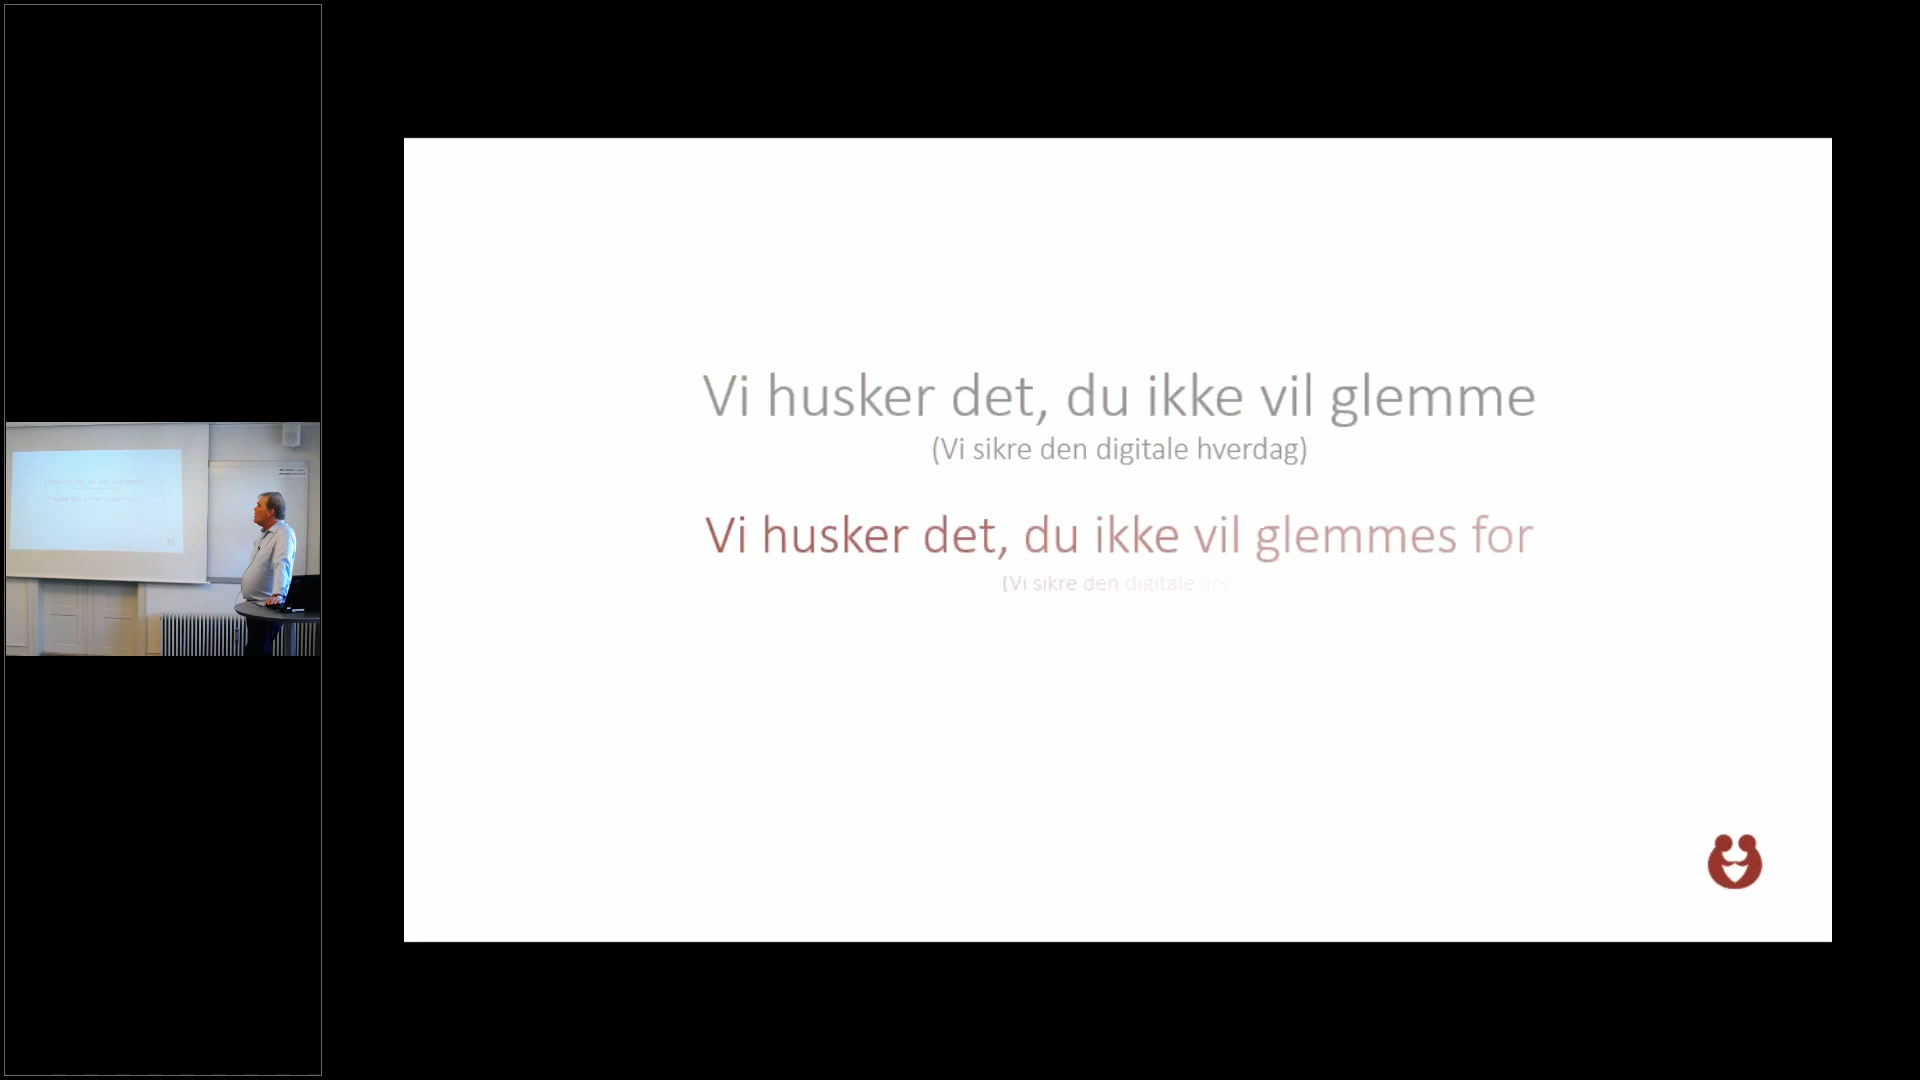 Vi husker det, du ikke vil glemme
(Vi sikre den digitale hverdag)
Vi husker det, du ikke vil glemmes for
(Vi sikre den digitale arv